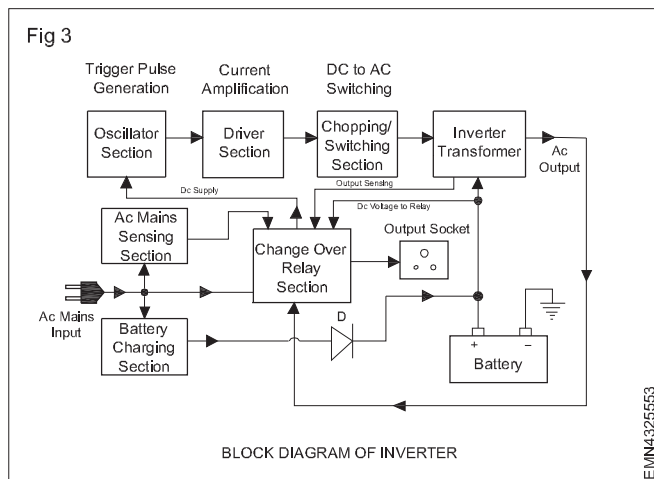 Fig 3
Trigger Pulse
Generation
Current
Amplification
DC to AC
Switching
Oscillator
Section
Driver
Section
Chopping/
Switching
Section
Inverter
Transformer
Ac
Output
Dc Supply
Output Sensing
Dc Voltage to Relay
Ac Mains
Sensing
Section
Change Over
Relay
Section
Output Socket
Ac Mains
Input
Battery
Charging
Section
D
+ −
Battery
BLOCK DIAGRAM OF INVERTER
EMN4325553